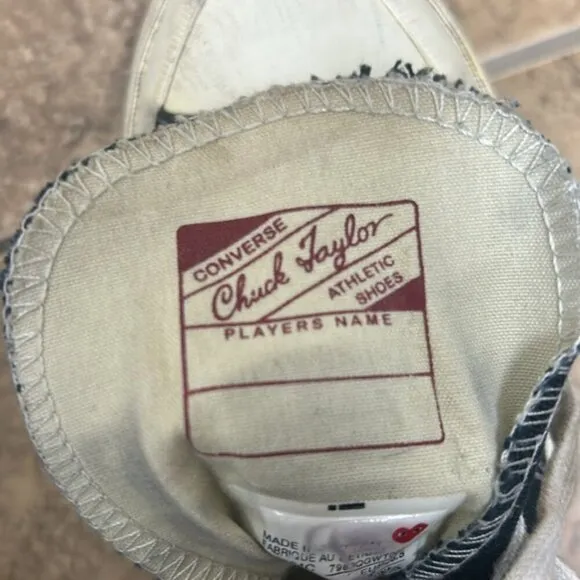 CONVERSE
Chuck Taylor
ATHLETIC
SHOES
PLAYERS NAME
MADE
FABRIQUE AU